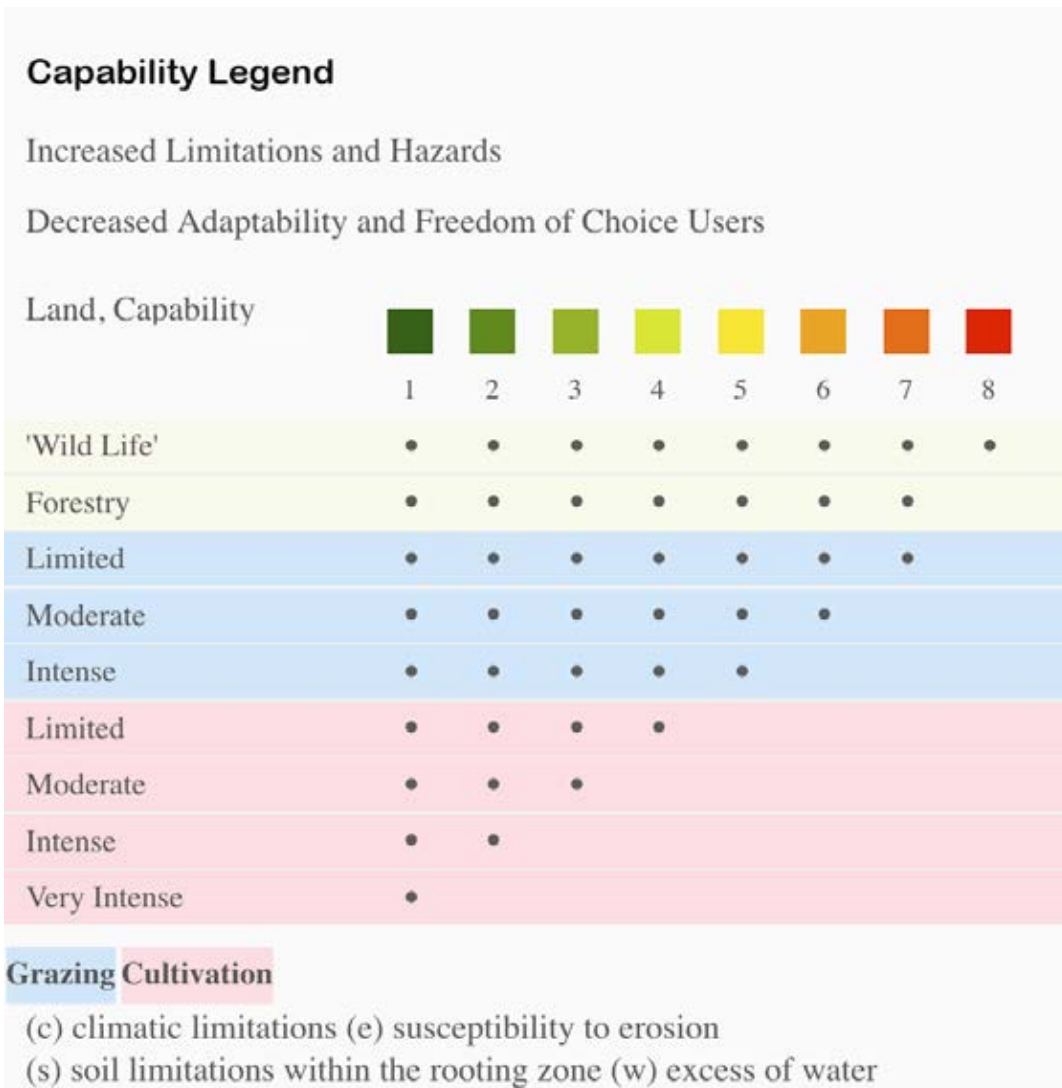 Capability Legend
Increased Limitations and Hazards
Decreased Adaptability and Freedom of Choice Users
Land, Capability
1 2 3 4 5 6 7 8
'Wild Life'
Forestry
Limited
Moderate
Intense
Limited
Moderate
Intense
Very Intense
Grazing Cultivation
(c) climatic limitations (e) susceptibility to erosion
(s) soil limitations within the rooting zone (w) excess of water